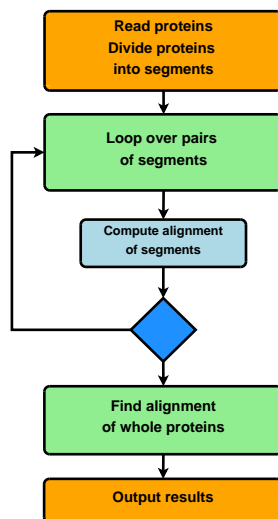 Read proteins
Divide proteins
into segments
Loop over pairs
of segments
Compute alignment
of segments
Find alignment
of whole proteins
Output results